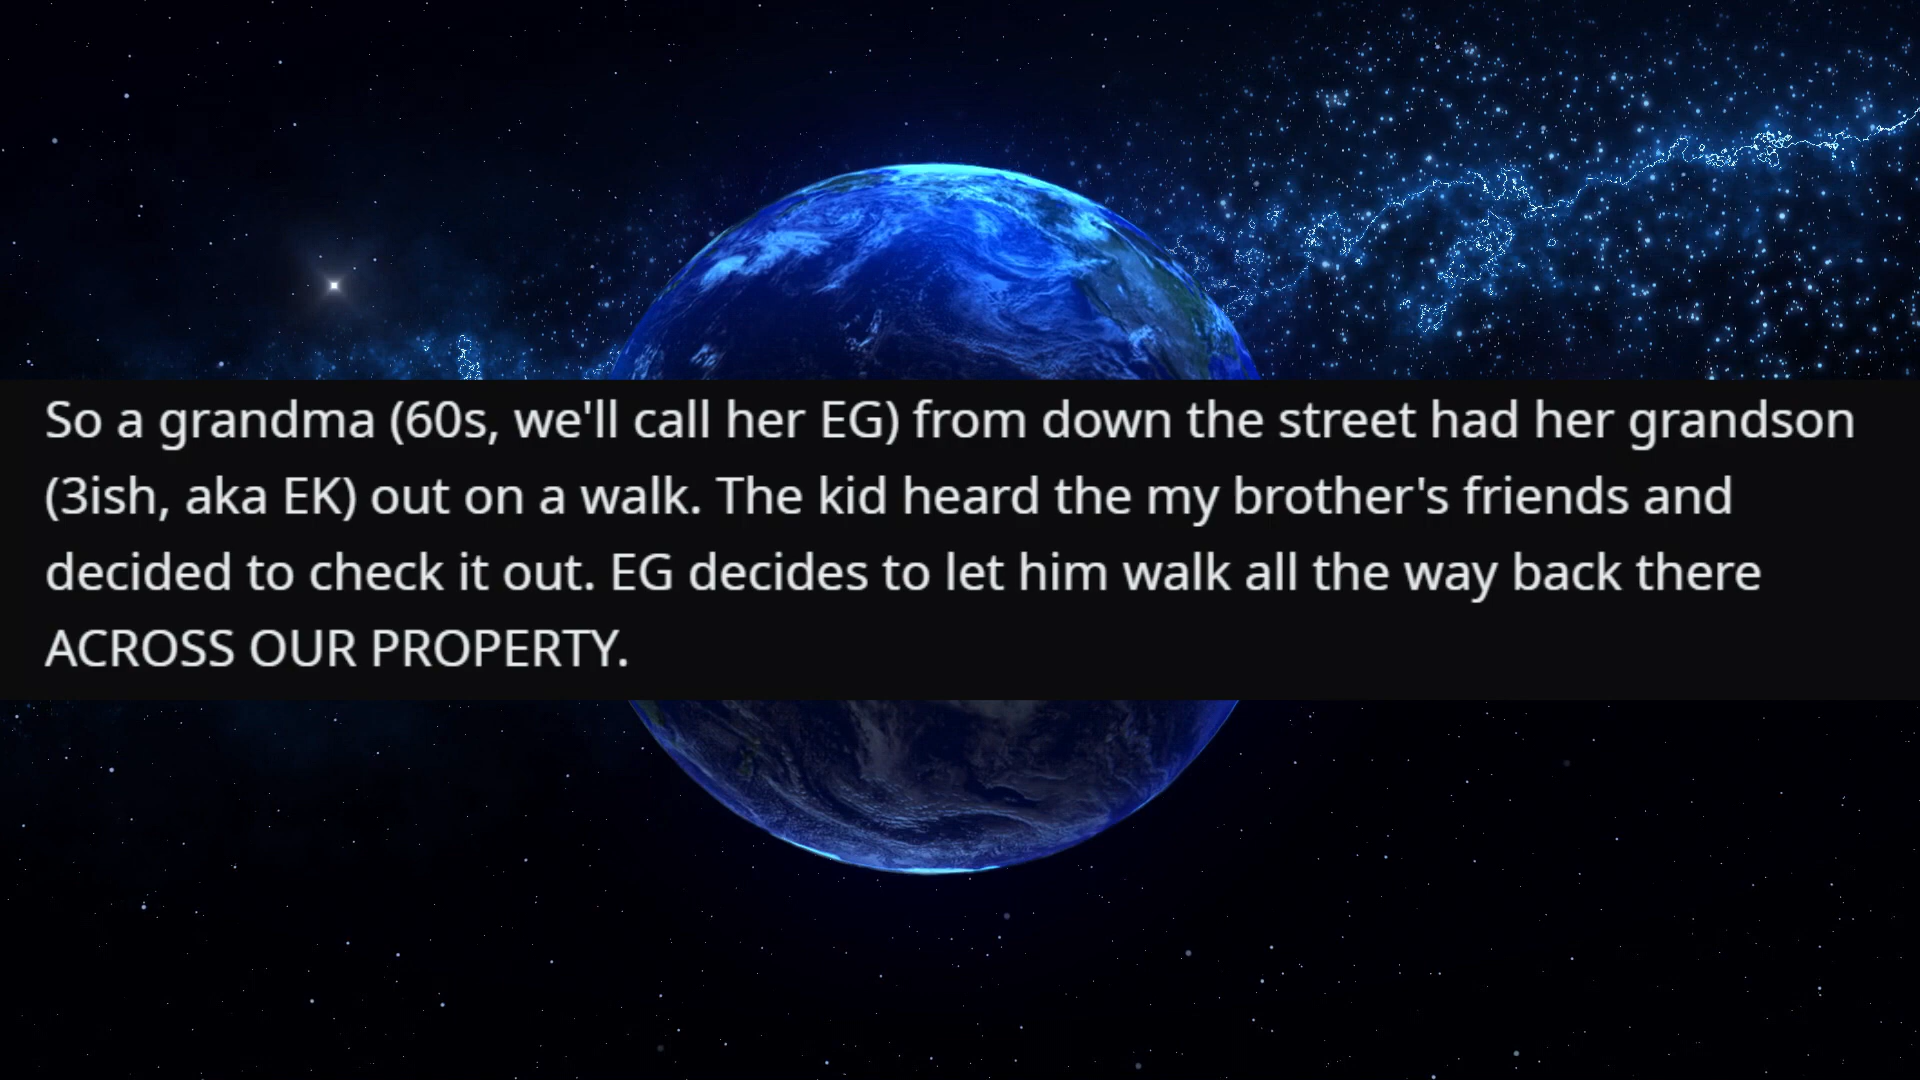 So a grandma (60s, we'll call her EG) from down the street had her grandson
(3ish, aka EK) out on a walk. The kid heard the my brother's friends and
decided to check it out. EG decides to let him walk all the way back there
ACROSS OUR PROPERTY.